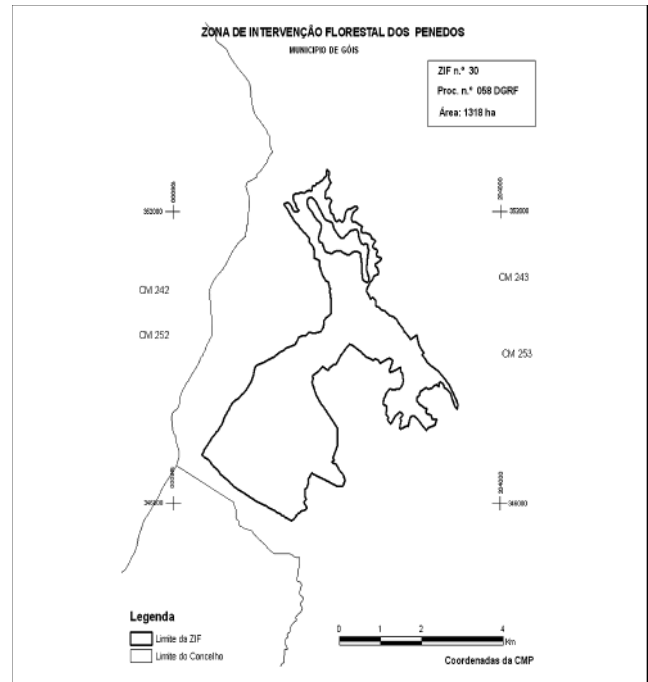 ZONA DE INTERVENÇÃO FLORESTAL DOS PENEDOS
MUNICIPIO DE GÓIS
ZIF n.º 30
Proc. n.º 058 DGRF
Área: 1318 ha
352000
352000
204000
CM 242
CM 243
CM 252
CM 253
204000
346000
Legenda
Limite da ZIF
Limite do Concelho
0 1 2 4
Km
Coordenadas da CMP